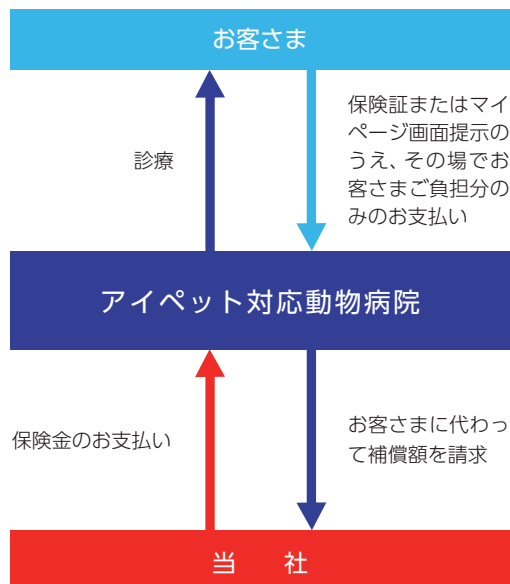 お客さま
診療
保険証またはマイ
ページ画面提示の
うえ、その場でお
客さまご負担分の
みのお支払い
アイペット対応動物病院
保険金のお支払い
お客さまに代わっ
て補償額を請求
当　社